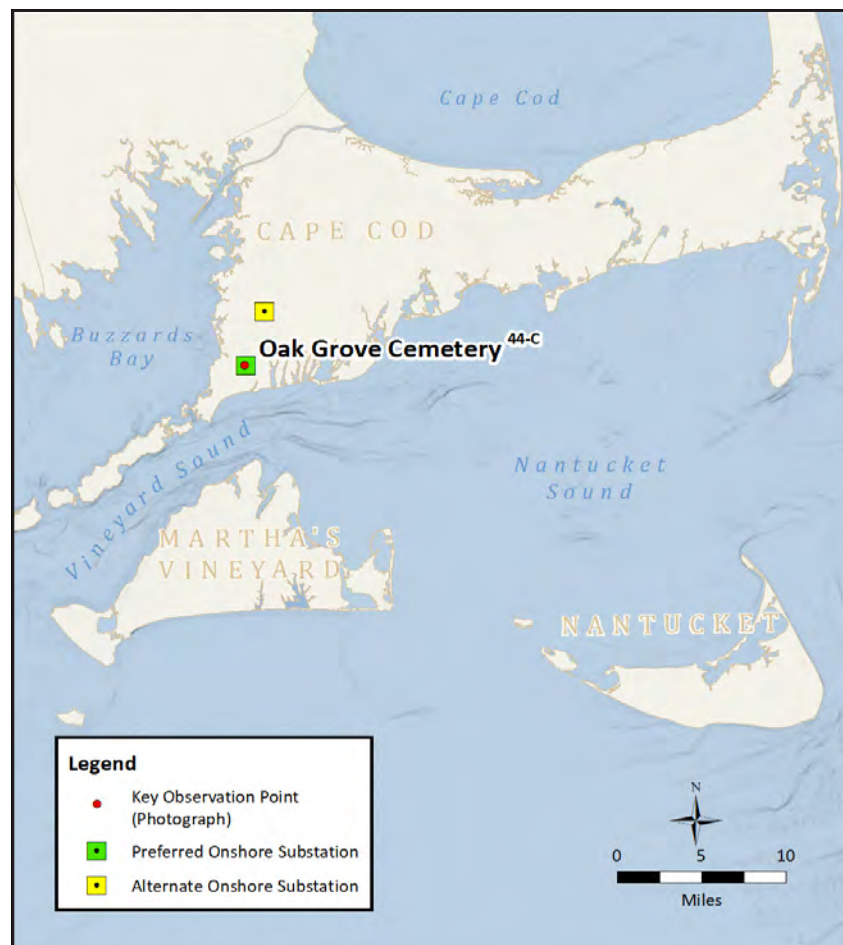 Cape Cod
CAPE COD
Buzzards
Bay
Oak Grove Cemetery 44-C
Vineyard Sound
Nantucket
Sound
MARTHA'S
VINEYARD
NANTUCKET
Legend
Key Observation Point
(Photograph)
Preferred Onshore Substation
Alternate Onshore Substation
N
0 5 10
Miles